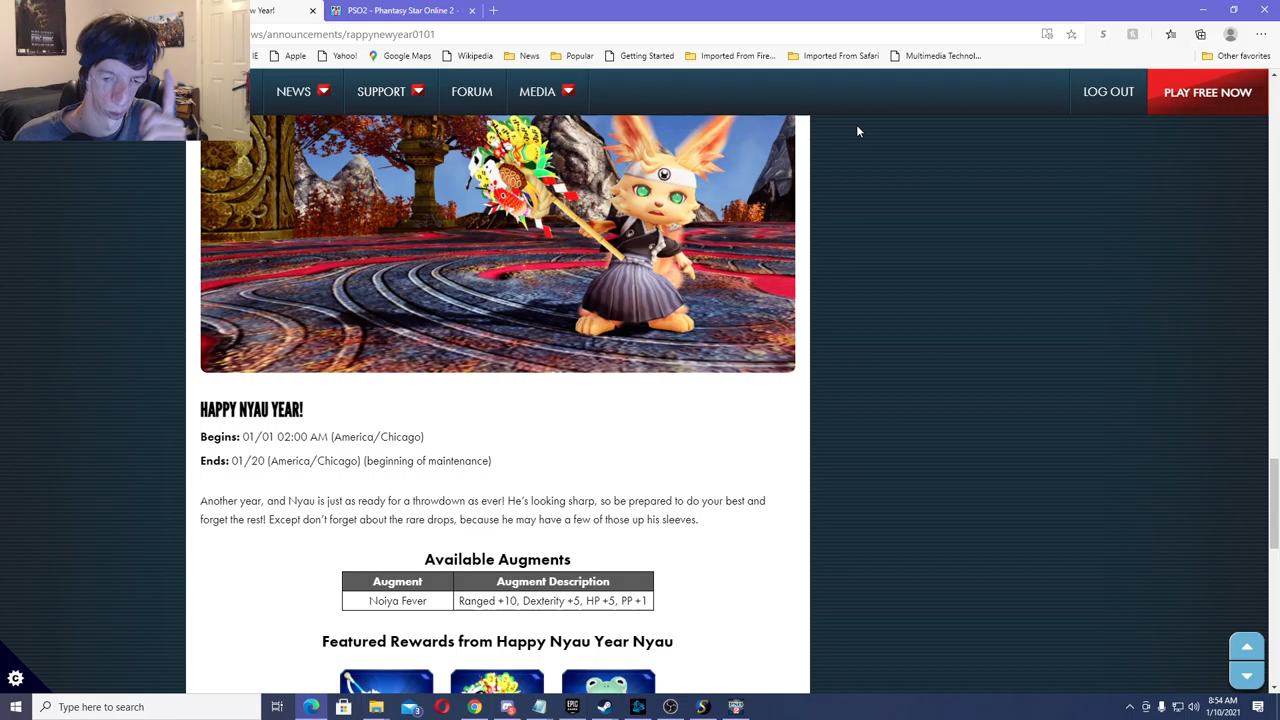 w Year!
PSO2 - Phantasy Star Online 2 -
ws/announcements/rappynewyear0101
IE Apple Yahoo! Google Maps Wikipedia News Popular Getting Started Imported From Fire... Imported From Safari Multimedia Technol... Other favorites
NEWS SUPPORT FORUM MEDIA LOG OUT PLAY FREE NOW
HAPPY NYAU YEAR!
Begins: 01/01 02:00 AM (America/Chicago)
Ends: 01/20 (America/Chicago) (beginning of maintenance)
Another year, and Nyau is just as ready for a throwdown as ever! He's looking sharp, so be prepared to do your best and
forget the rest! Except don't forget about the rare drops, because he may have a few of those up his sleeves.
Available Augments
Augment Augment Description
Noiya Fever Ranged +10, Dexterity +5, HP +5, PP +1
Featured Rewards from Happy Nyau Year Nyau
Type here to search
3
8:54 AM
1/10/2021